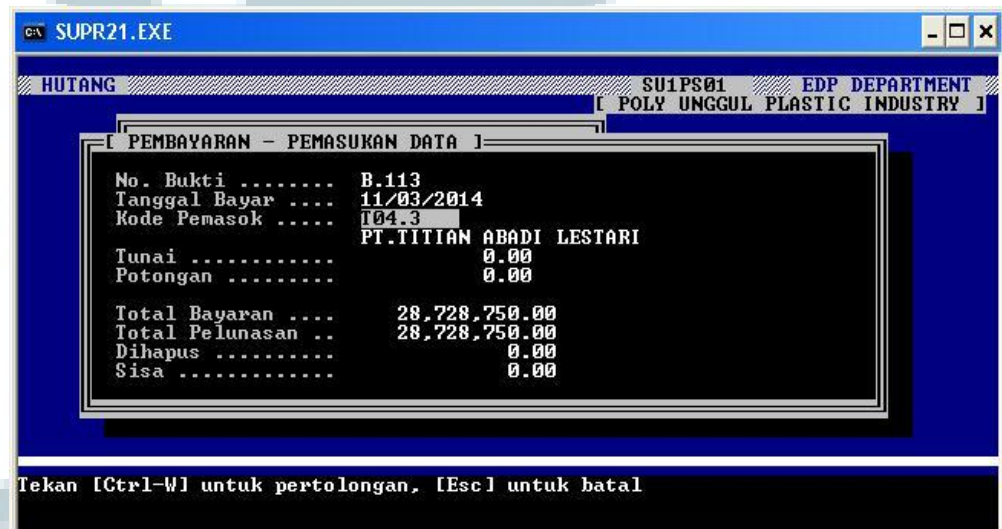 SUPR21.EXE
HUTANG SU1PS01 EDP DEPARTMENT
[ POLY UNGGUL PLASTIC INDUSTRY ]
[ PEMBAYARAN - PEMASUKAN DATA ]
No. Bukti ........ B.113
Tanggal Bayar .... 11/03/2014
Kode Pemasok ..... T04.3
PT.TITIAN ABADI LESTARI
Tunai ............ 0.00
Potongan ......... 0.00
Total Bayaran .... 28,728,750.00
Total Pelunasan .. 28,728,750.00
Dihapus .......... 0.00
Sisa ............. 0.00
Tekan [Ctrl-W] untuk pertolongan, [Esc] untuk batal